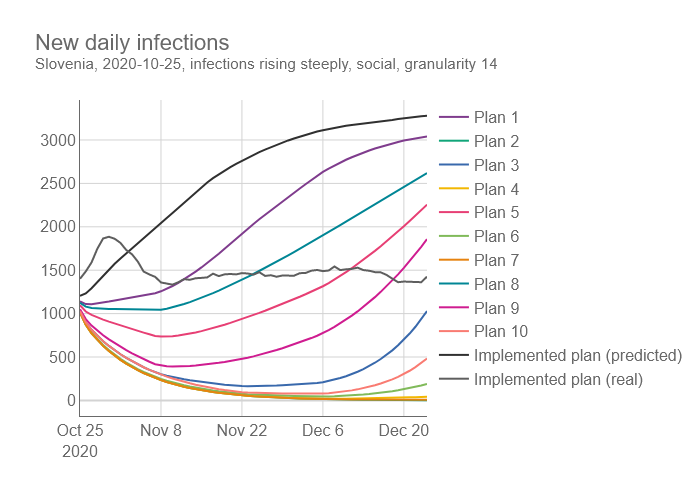 New daily infections
Slovenia, 2020-10-25, infections rising steeply, social, granularity 14
3000
2500
2000
1500
1000
500
0
Oct 25
2020
Nov 8
Nov 22
Dec 6
Dec 20
Plan 1
Plan 2
Plan 3
Plan 4
Plan 5
Plan 6
Plan 7
Plan 8
Plan 9
Plan 10
Implemented plan (predicted)
Implemented plan (real)